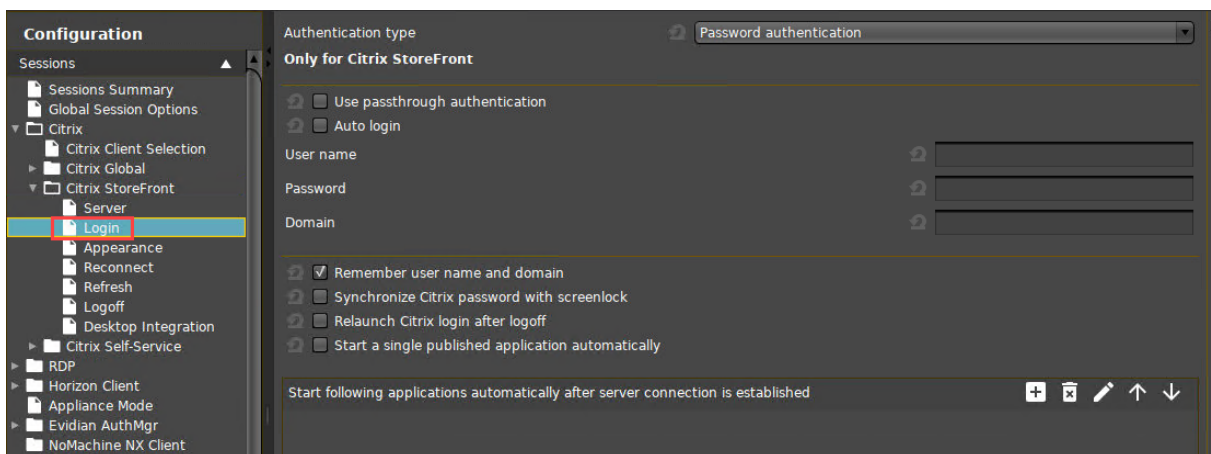 Configuration
Sessions
Sessions Summary
Global Session Options
Citrix
Citrix Client Selection
Citrix Global
Citrix StoreFront
Server
Login
Appearance
Reconnect
Refresh
Logoff
Desktop Integration
Citrix Self-Service
RDP
Horizon Client
Appliance Mode
Evidian AuthMgr
NoMachine NX Client
Authentication type
Password authentication
Only for Citrix StoreFront
Use passthrough authentication
Auto login
User name
Password
Domain
Remember user name and domain
Synchronize Citrix password with screenlock
Relaunch Citrix login after logoff
Start a single published application automatically
Start following applications automatically after server connection is established